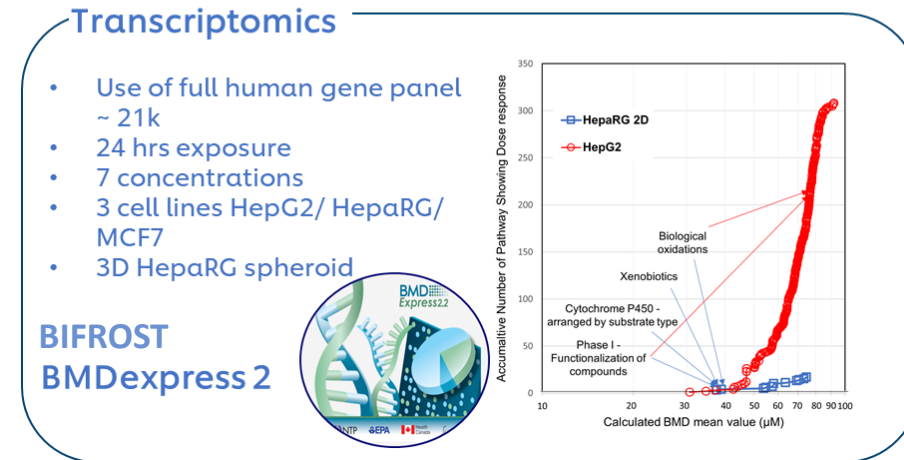 Transcriptomics
• Use of full human gene panel
~ 21k
• 24 hrs exposure
• 7 concentrations
• 3 cell lines HepG2/ HepaRG/
MCF7
• 3D HepaRG spheroid
BIFROST
BMDexpress 2
BMD
Express2.2
NTP
EPA
Health
Canada
Accumaltive Number of Pathway Showing Dose response
350
300
250
200
150
100
50
0
HepaRG 2D
HepG2
Biological
oxidations
Xenobiotics
Cytochrome P450 -
arranged by substrate type
Phase I -
Functionalization of
compounds
10 20 30 40 50 60 70 80 90 100
Calculated BMD mean value (μM)